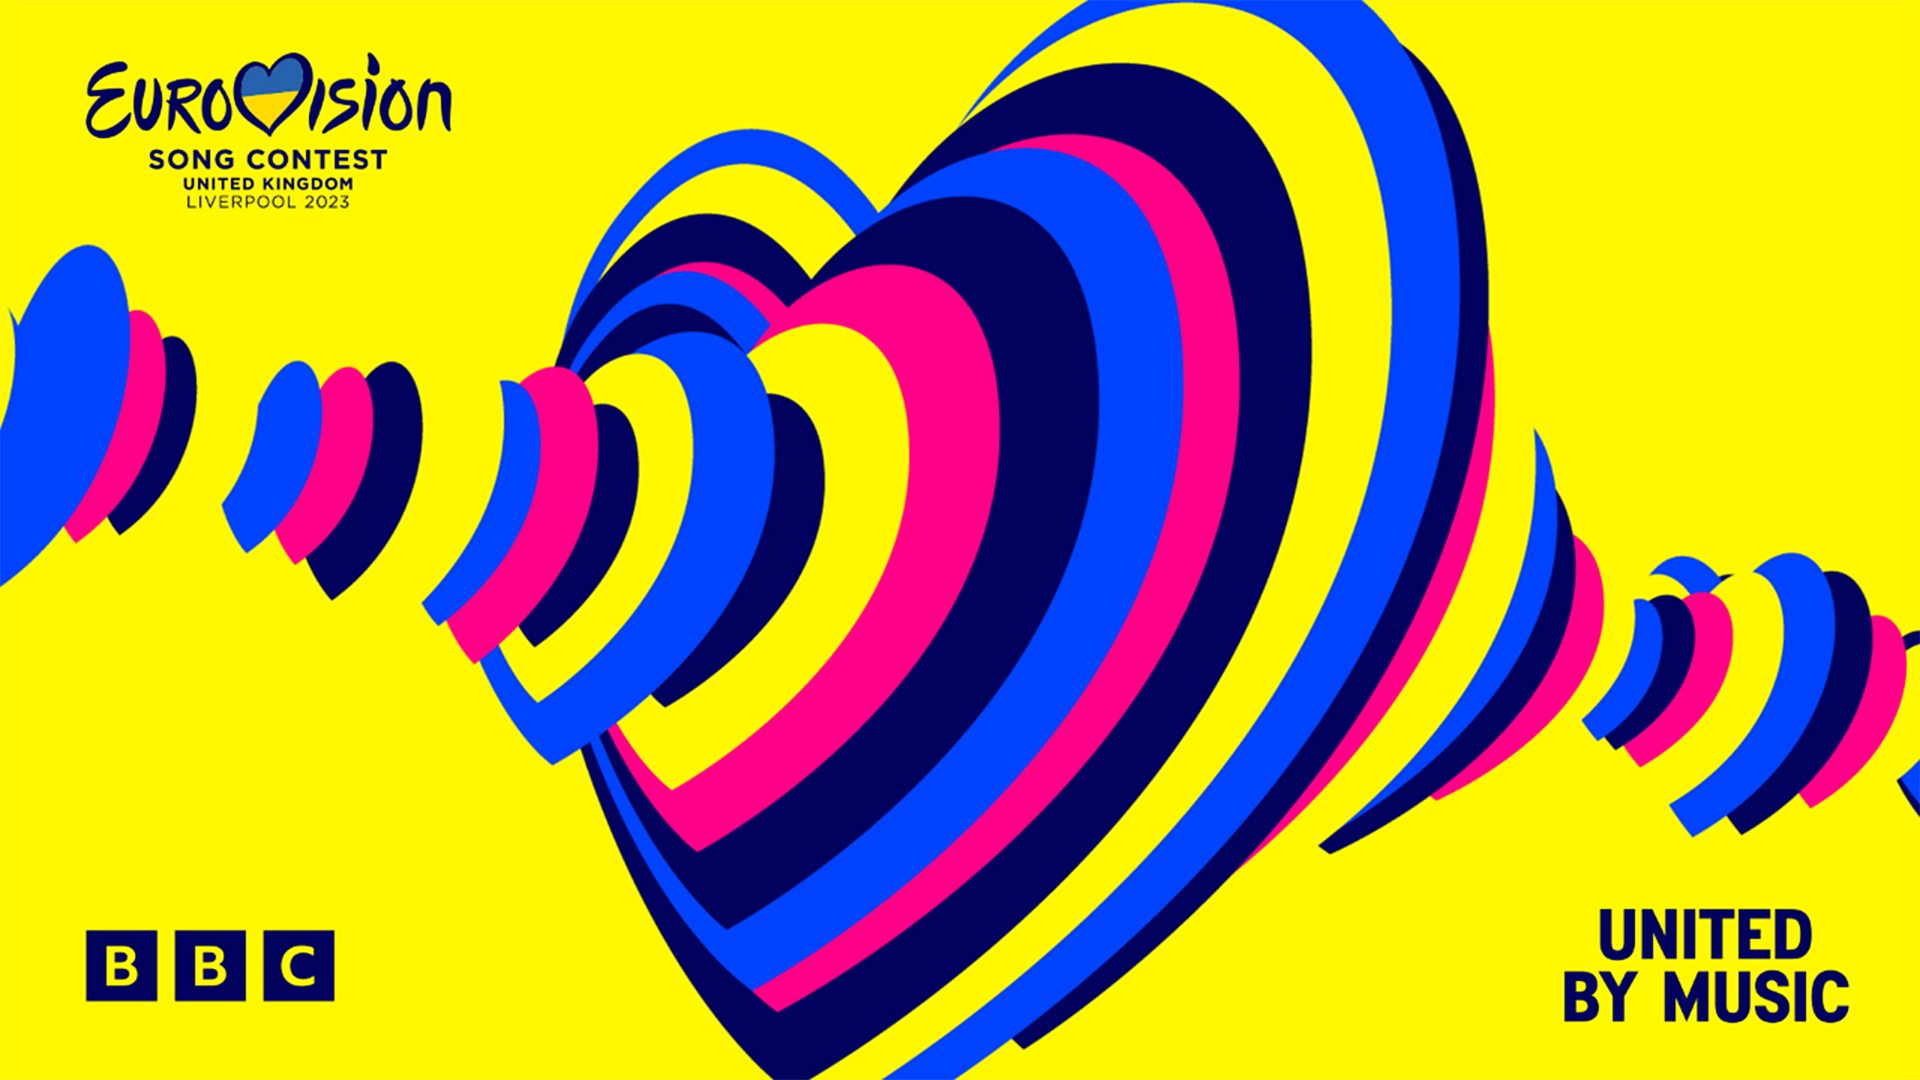 EUROVISION
SONG CONTEST
UNITED KINGDOM
LIVERPOOL 2023
BBC
UNITED
BY MUSIC